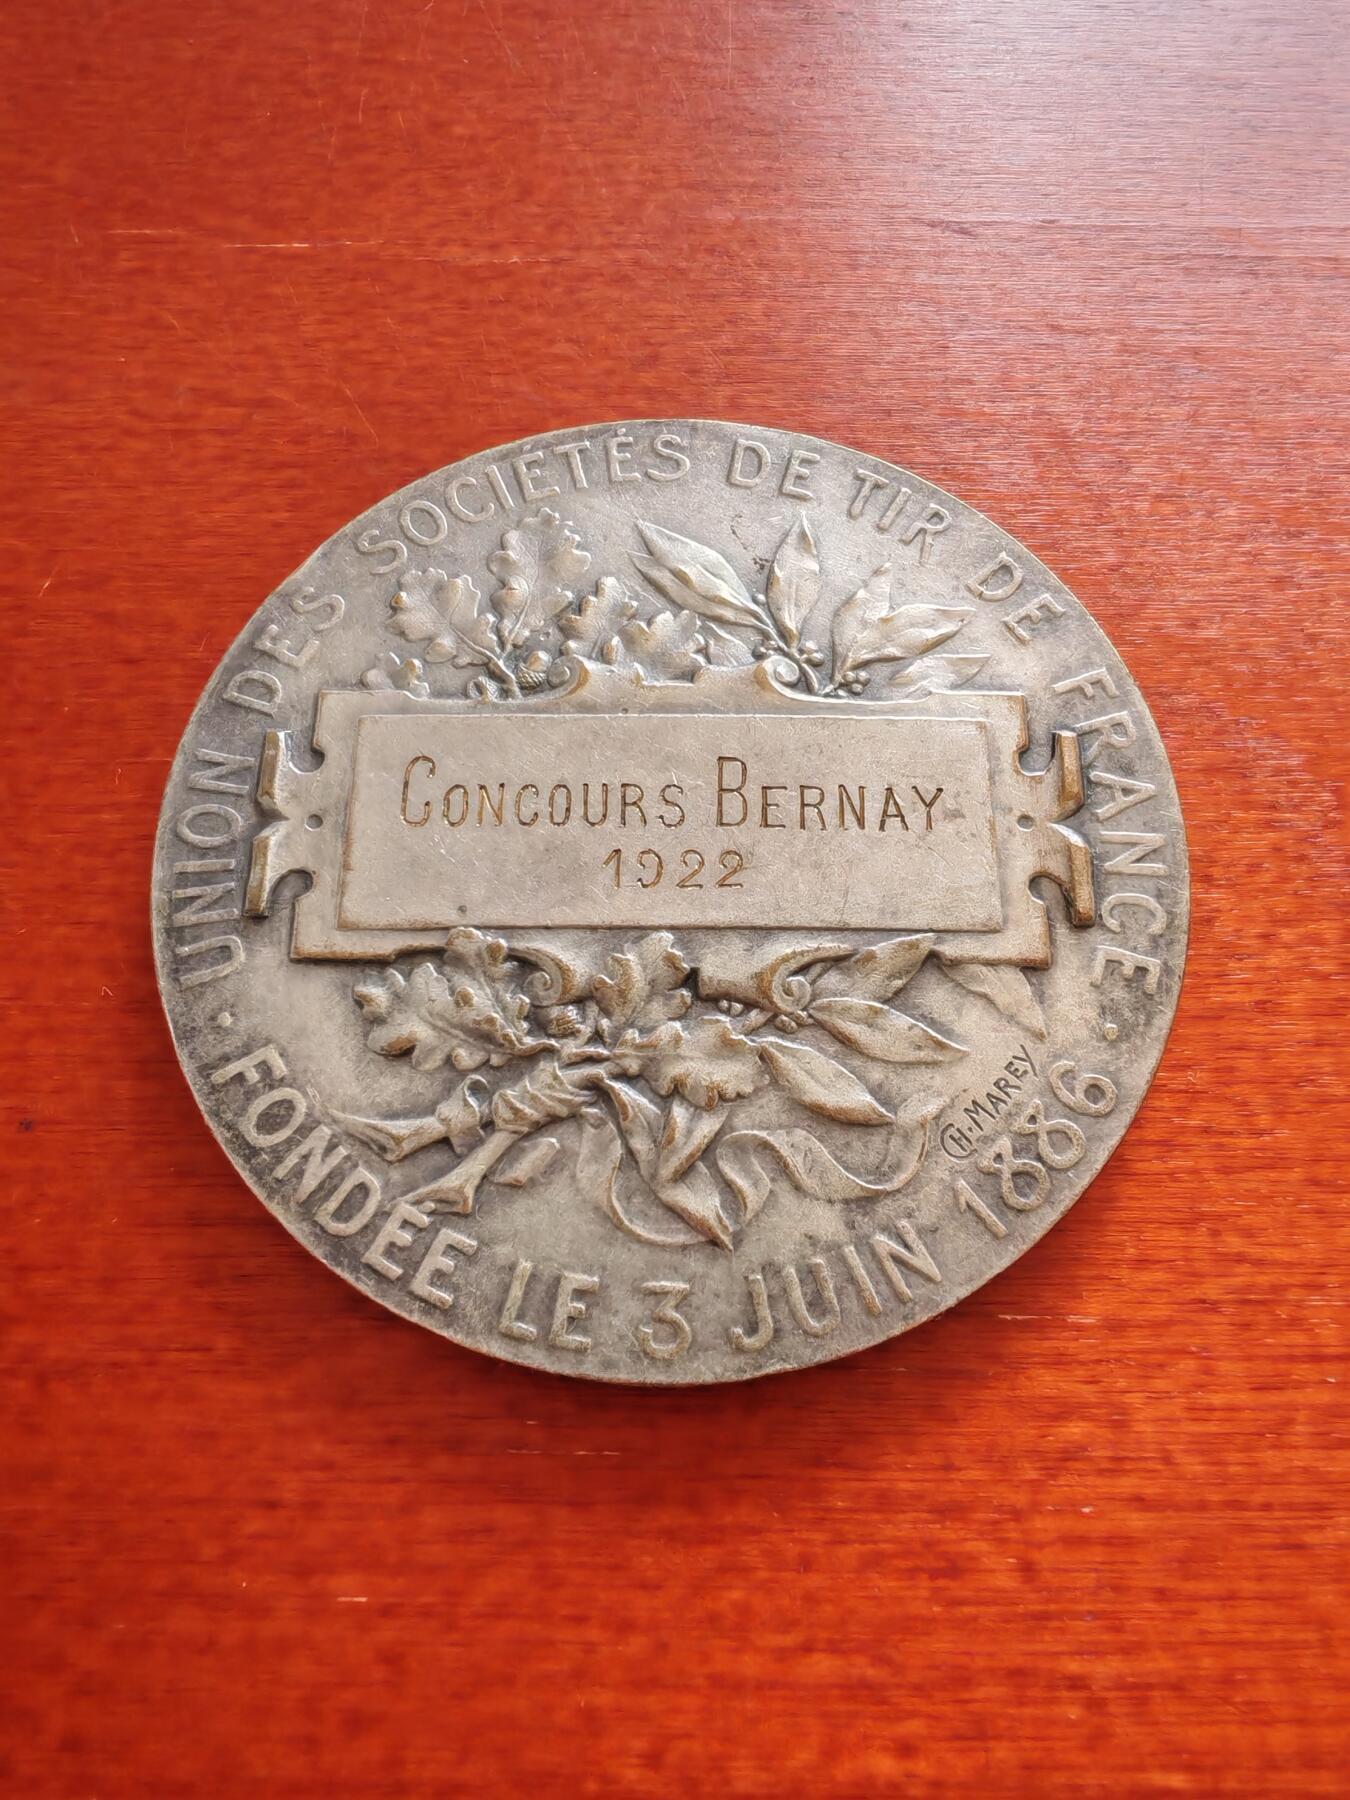 UNION DES SOCIÉTÉS DE TIR DE FRANCE
CONCOURS BERNAY
1922
CH. MAREY
FONDÉE LE 3 JUIN 1886